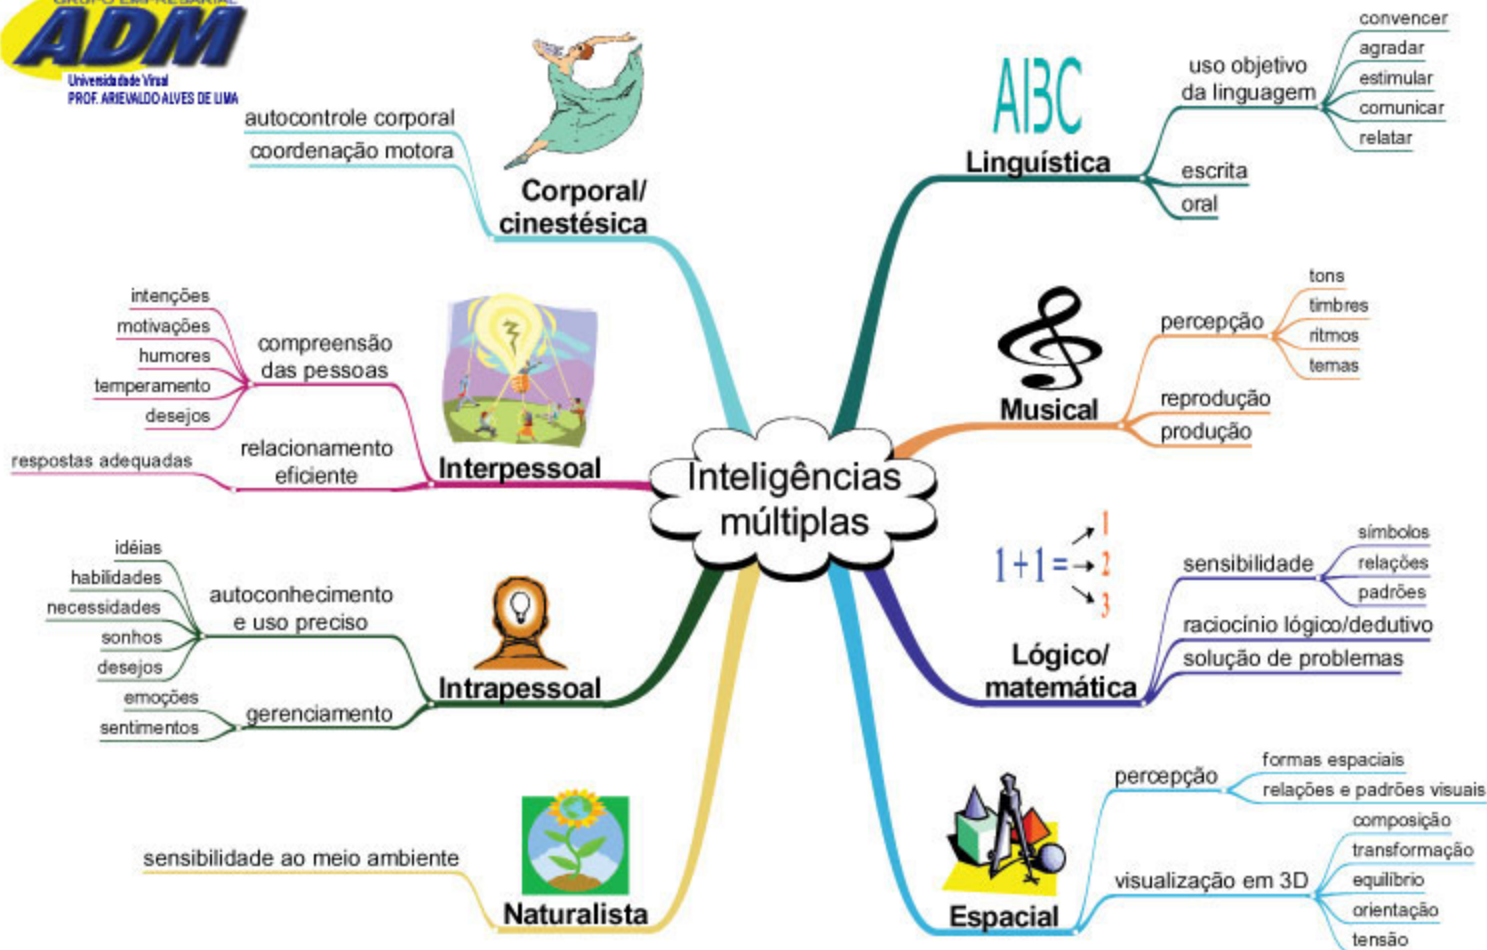 GRUPO EMPRESARIAL
ADM
Universidade Virtual
PROF. ARIEVALDO ALVES DE LIMA
Inteligências
múltiplas
Linguística
uso objetivo
da linguagem
convencer
agradar
estimular
comunicar
relatar
escrita
oral
AIBC
Musical
percepção
tons
timbres
ritmos
temas
reprodução
produção
1+1=
1
2
3
Lógico/
matemática
sensibilidade
símbolos
relações
padrões
raciocínio lógico/dedutivo
solução de problemas
Espacial
percepção
formas espaciais
relações e padrões visuais
visualização em 3D
composição
transformação
equilíbrio
orientação
tensão
Naturalista
sensibilidade ao meio ambiente
Intrapessoal
autoconhecimento
e uso preciso
idéias
habilidades
necessidades
sonhos
desejos
gerenciamento
emoções
sentimentos
Interpessoal
compreensão
das pessoas
intenções
motivações
humores
temperamento
desejos
relacionamento
eficiente
respostas adequadas
Corporal/
cinestésica
autocontrole corporal
coordenação motora